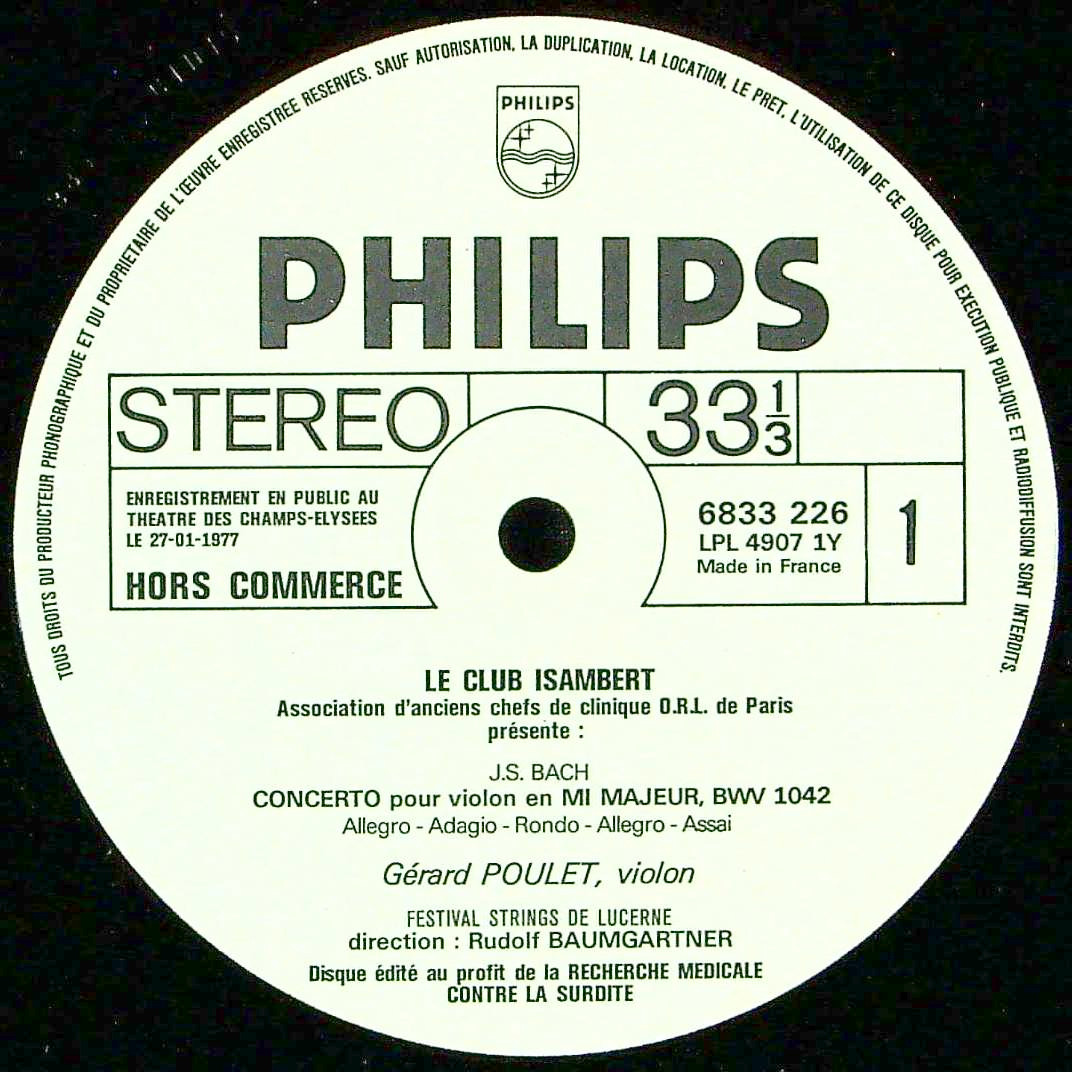 TOUS DROITS DU PRODUCTEUR PHONOGRAPHIQUE ET DU PROPRIETAIRE DE L'ŒUVRE ENREGISTREE RESERVES. SAUF AUTORISATION, LA DUPLICATION, LA LOCATION, LE PRET, L'UTILISATION DE CE DISQUE POUR EXECUTION PUBLIQUE ET RADIODIFFUSION SONT INTERDITS.
PHILIPS
PHILIPS
STEREO
33 1/3
ENREGISTREMENT EN PUBLIC AU
THEATRE DES CHAMPS-ELYSEES
LE 27-01-1977
HORS COMMERCE
6833 226
LPL 4907 1Y
Made in France
1
LE CLUB ISAMBERT
Association d'anciens chefs de clinique O.R.L. de Paris
présente :
J.S. BACH
CONCERTO pour violon en MI MAJEUR, BWV 1042
Allegro - Adagio - Rondo - Allegro - Assai
Gérard POULET, violon
FESTIVAL STRINGS DE LUCERNE
direction : Rudolf BAUMGARTNER
Disque édité au profit de la RECHERCHE MEDICALE
CONTRE LA SURDITE